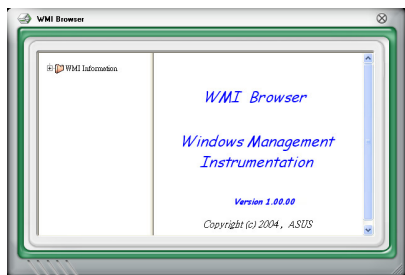 WMI Browser
WMI Information
WMI Browser
Windows Management
Instrumentation
Version 1.00.00
Copyright (c) 2004, ASUS